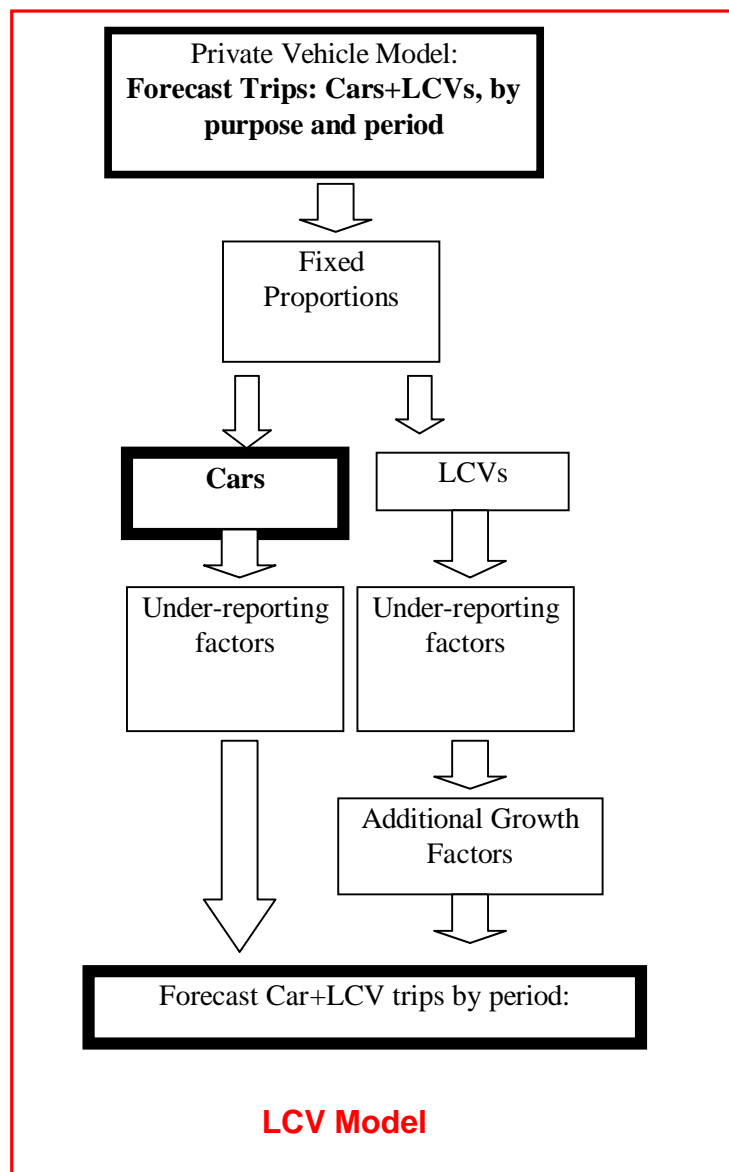 Private Vehicle Model:
Forecast Trips: Cars+LCVs, by
purpose and period
Fixed
Proportions
Cars
LCVs
Under-reporting
factors
Under-reporting
factors
Additional Growth
Factors
Forecast Car+LCV trips by period:
LCV Model